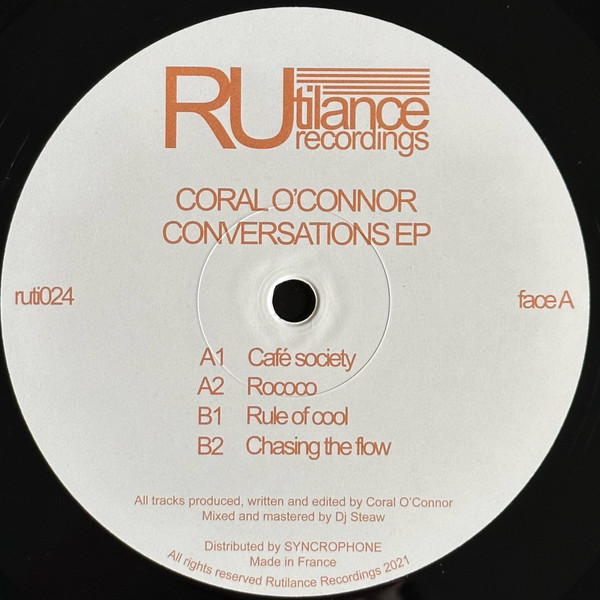 RUtilance
recordings
CORAL O'CONNOR
CONVERSATIONS EP
ruti024
face A
A1 Café society
A2 Rococo
B1 Rule of cool
B2 Chasing the flow
All tracks produced, written and edited by Coral O'Connor
Mixed and mastered by Dj Steaw
Distributed by SYNCROPHONE
Made in France
All rights reserved Rutilance Recordings 2021